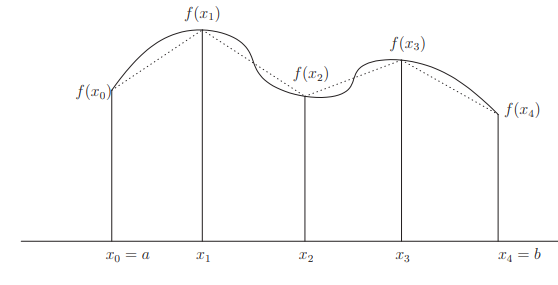 f(x₁)
f(x₃)
f(x₂)
f(x₀)
f(x₄)
x₀ = a
x₁
x₂
x₃
x₄ = b